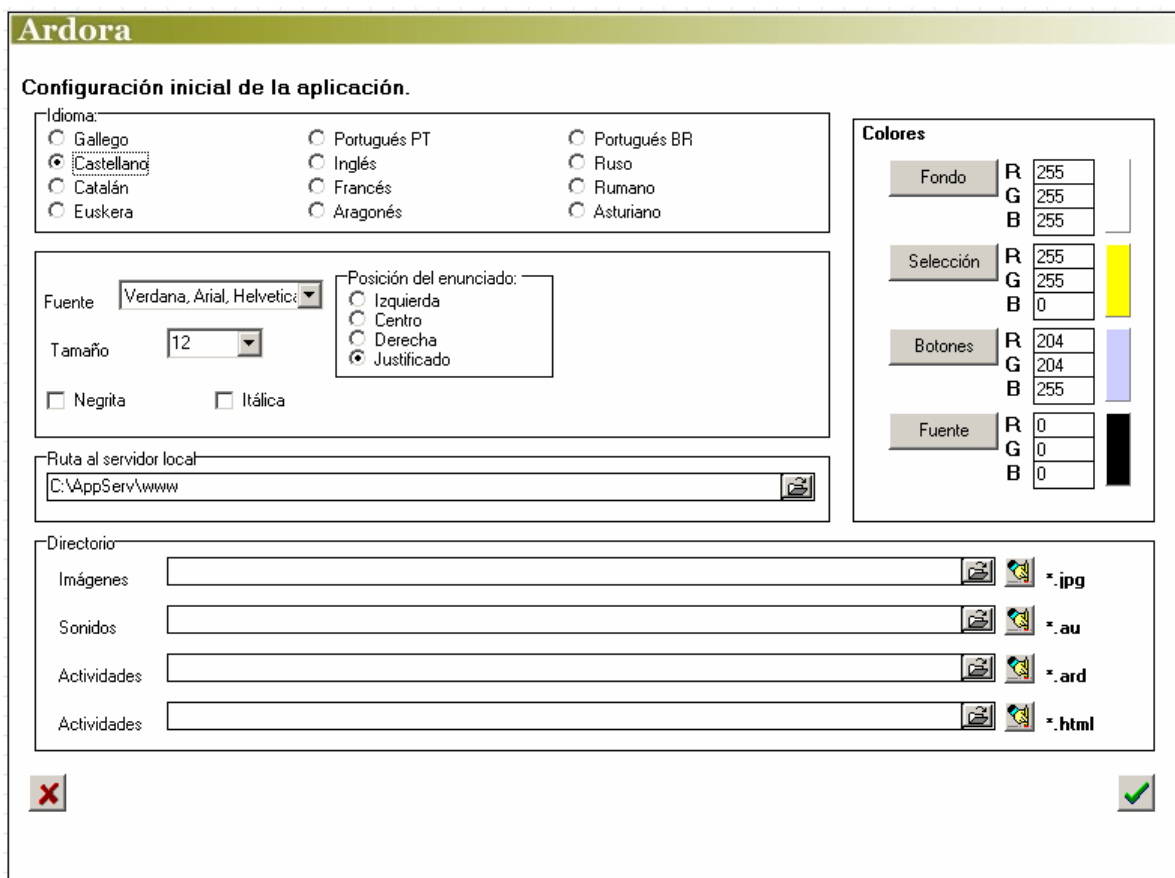 Ardora
Configuración inicial de la aplicación.
Idioma:
Gallego
Portugués PT
Portugués BR
Castellano
Inglés
Ruso
Catalán
Francés
Rumano
Euskera
Aragonés
Asturiano
Fuente
Verdana, Arial, Helvetica
Tamaño
12
Negrita
Itálica
Posición del enunciado:
Izquierda
Centro
Derecha
Justificado
Ruta al servidor local
C:\AppServ\www
Colores
Fondo
R 255
G 255
B 255
Selección
R 255
G 255
B 0
Botones
R 204
G 204
B 255
Fuente
R 0
G 0
B 0
Directorio
Imágenes
*.jpg
Sonidos
*.au
Actividades
*.ard
Actividades
*.html